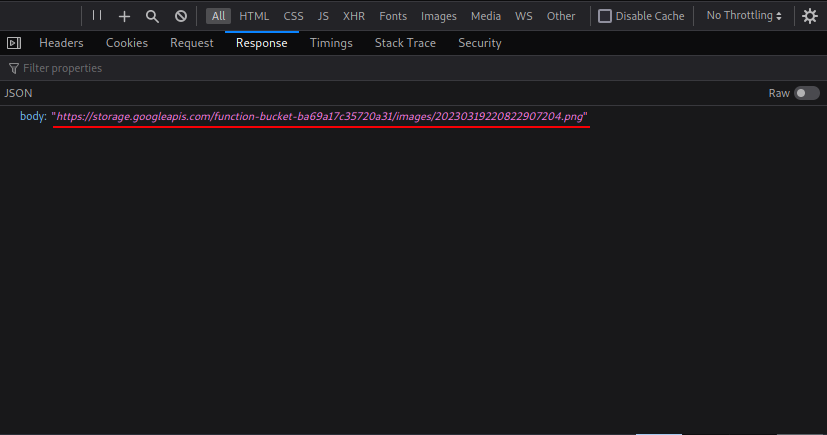 All HTML CSS JS XHR Fonts Images Media WS Other Disable Cache No Throttling
Headers Cookies Request Response Timings Stack Trace Security
Filter properties
JSON Raw
body: "https://storage.googleapis.com/function-bucket-ba69a17c35720a31/images/20230319220822907204.png"